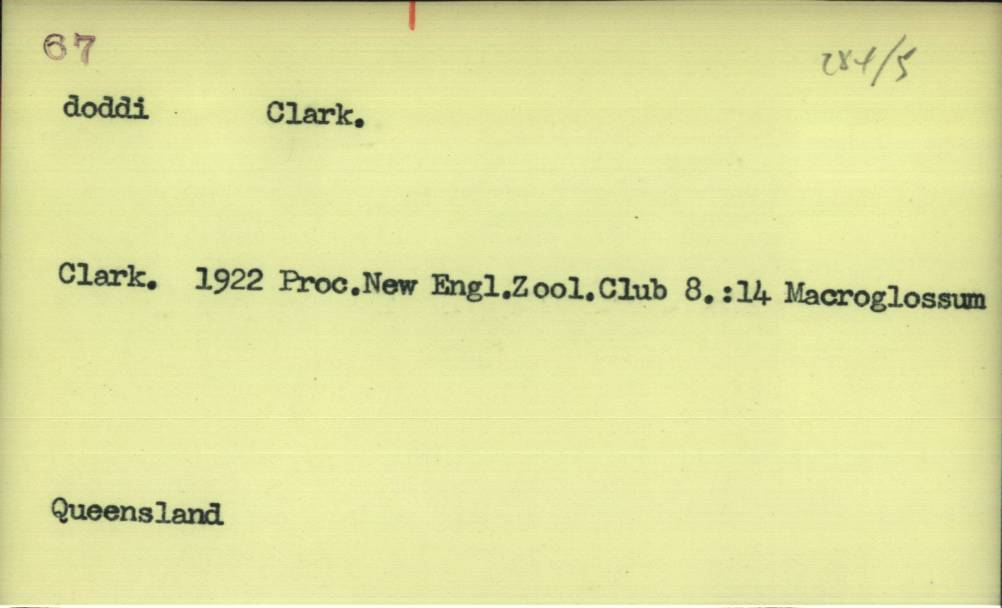 67
284/5
doddi Clark.
Clark. 1922 Proc.New Engl.Zool.Club 8.:14 Macroglossum
Queensland